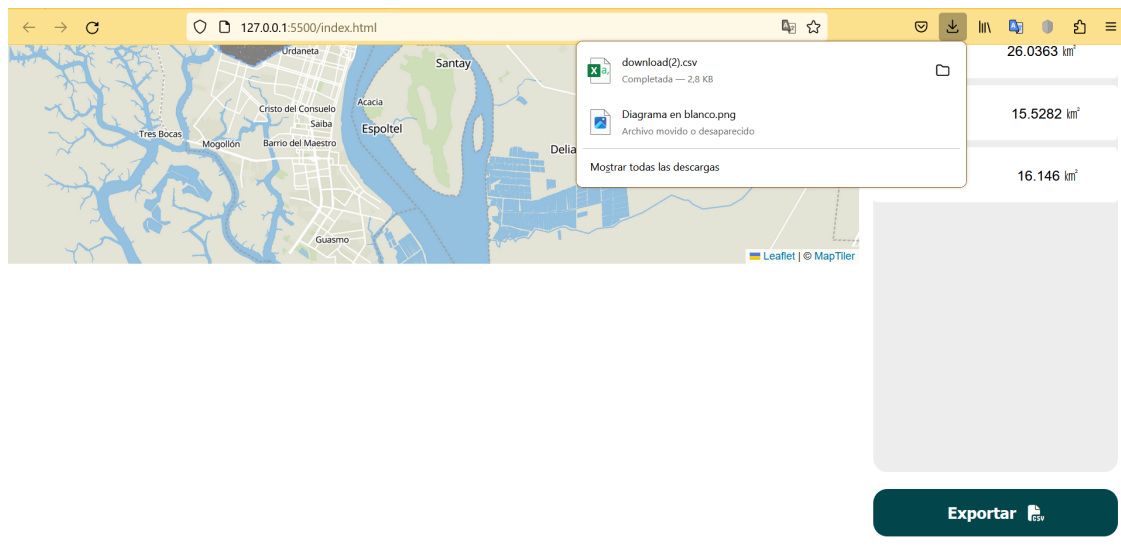 127.0.0.1:5500/index.html
download(2).csv
Completada — 2,8 KB
Diagrama en blanco.png
Archivo movido o desaparecido
Mostrar todas las descargas
26.0363 ㎢
15.5282 ㎢
16.146 ㎢
Urdaneta
Santay
Acacia
Cristo del Consuelo
Saiba
Espoltel
Tres Bocas
Mogollón
Barrio del Maestro
Delia
Guasmo
Leaflet | © MapTiler
Exportar CSV